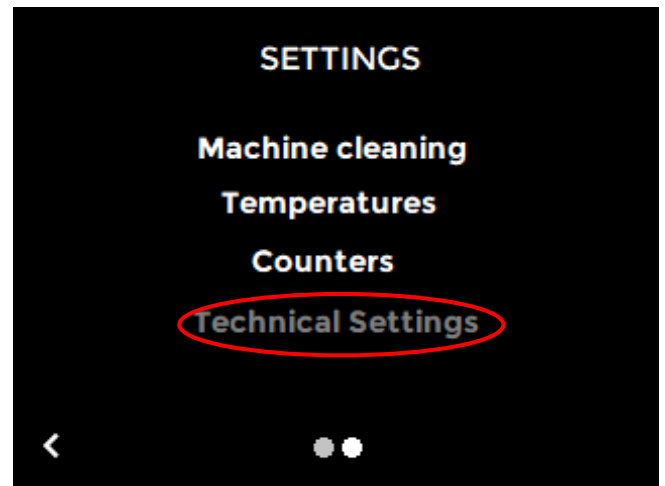 SETTINGS
Machine cleaning
Temperatures
Counters
Technical Settings